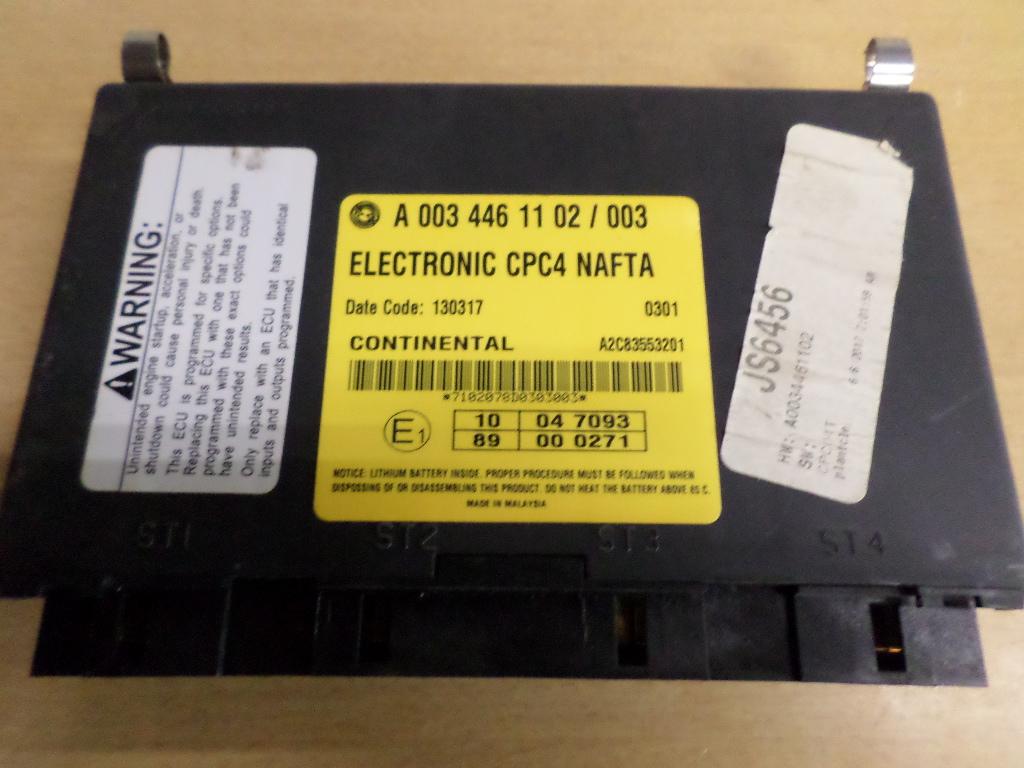 ⚠WARNING:
Unintended engine startup, acceleration, or
shutdown could cause personal injury or death.
This ECU is programmed for specific options.
Replacing this ECU with one that has not been
programmed with these exact options could
have unintended results.
Only replace with an ECU that has identical
inputs and outputs programmed.
A 003 446 11 02 / 003
ELECTRONIC CPC4 NAFTA
Date Code: 130317 0301
CONTINENTAL A2C83553201
*7102078D0303003*
E1
10 04 7093
89 00 0271
NOTICE: LITHIUM BATTERY INSIDE. PROPER PROCEDURE MUST BE FOLLOWED WHEN
DISPOSSING OF OR DISASSEMBLING THIS PRODUCT. DO NOT HEAT THE BATTERY ABOVE 85 C.
MADE IN MALAYSIA
JS6456
HW: A0034461102
SW:
ST1 ST2 ST3 ST4